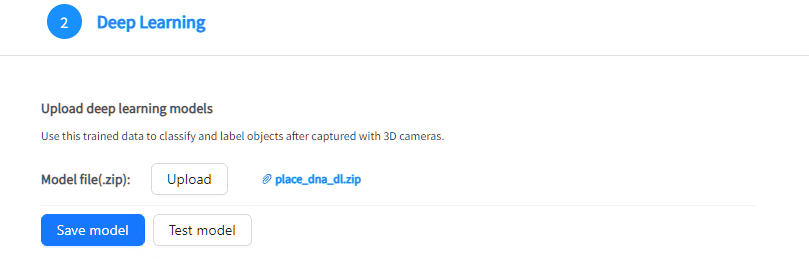 2 Deep Learning
Upload deep learning models
Use this trained data to classify and label objects after captured with 3D cameras.
Model file(.zip): Upload place_dna_dl.zip
Save model Test model